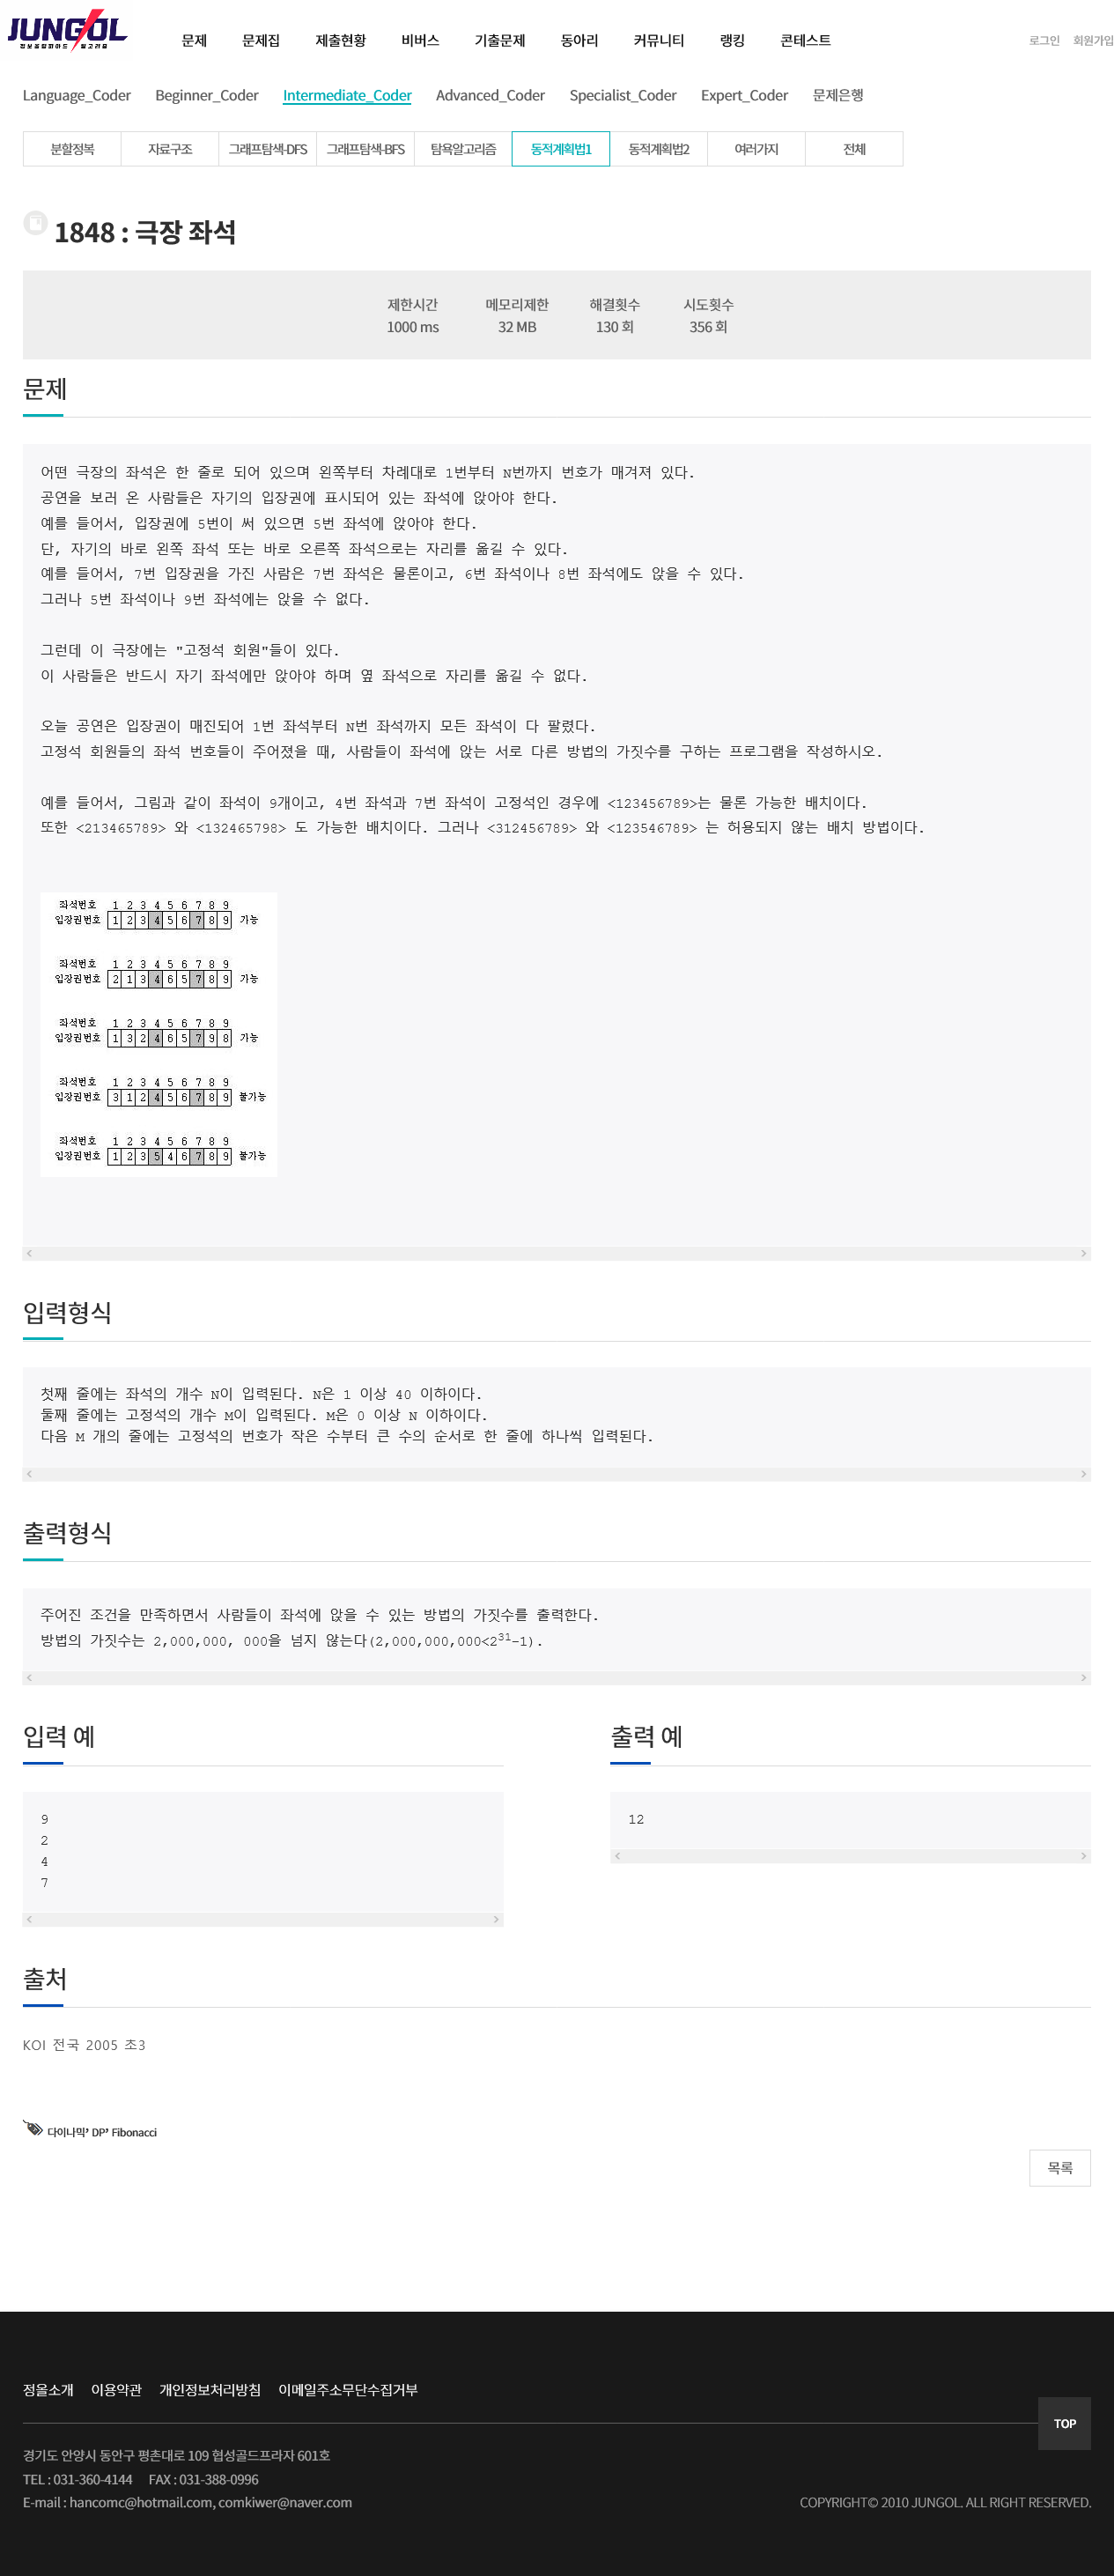 JUNGOL
정보올림피아드 알고리즘
문제 문제집 제출현황 비버스 기출문제 동아리 커뮤니티 랭킹 콘테스트 로그인 회원가입
Language_Coder Beginner_Coder Intermediate_Coder Advanced_Coder Specialist_Coder Expert_Coder 문제은행
분할정복 자료구조 그래프탐색-DFS 그래프탐색-BFS 탐욕알고리즘 동적계획법1 동적계획법2 여러가지 전체
1848 : 극장 좌석
제한시간 메모리제한 해결횟수 시도횟수
1000 ms 32 MB 130 회 356 회
문제
어떤 극장의 좌석은 한 줄로 되어 있으며 왼쪽부터 차례대로 1번부터 N번까지 번호가 매겨져 있다.
공연을 보러 온 사람들은 자기의 입장권에 표시되어 있는 좌석에 앉아야 한다.
예를 들어서, 입장권에 5번이 써 있으면 5번 좌석에 앉아야 한다.
단, 자기의 바로 왼쪽 좌석 또는 바로 오른쪽 좌석으로는 자리를 옮길 수 있다.
예를 들어서, 7번 입장권을 가진 사람은 7번 좌석은 물론이고, 6번 좌석이나 8번 좌석에도 앉을 수 있다.
그러나 5번 좌석이나 9번 좌석에는 앉을 수 없다.
그런데 이 극장에는 "고정석 회원"들이 있다.
이 사람들은 반드시 자기 좌석에만 앉아야 하며 옆 좌석으로 자리를 옮길 수 없다.
오늘 공연은 입장권이 매진되어 1번 좌석부터 N번 좌석까지 모든 좌석이 다 팔렸다.
고정석 회원들의 좌석 번호들이 주어졌을 때, 사람들이 좌석에 앉는 서로 다른 방법의 가짓수를 구하는 프로그램을 작성하시오.
예를 들어서, 그림과 같이 좌석이 9개이고, 4번 좌석과 7번 좌석이 고정석인 경우에 <123456789>는 물론 가능한 배치이다.
또한 <213465789> 와 <132465798> 도 가능한 배치이다. 그러나 <312456789> 와 <123546789> 는 허용되지 않는 배치 방법이다.
좌석번호 1 2 3 4 5 6 7 8 9
입장권번호 1 2 3 4 5 6 7 8 9 가능
좌석번호 1 2 3 4 5 6 7 8 9
입장권번호 2 1 3 4 6 5 7 8 9 가능
좌석번호 1 2 3 4 5 6 7 8 9
입장권번호 1 3 2 4 6 5 7 9 8 가능
좌석번호 1 2 3 4 5 6 7 8 9
입장권번호 3 1 2 4 5 6 7 8 9 불가능
좌석번호 1 2 3 4 5 6 7 8 9
입장권번호 1 2 3 5 4 6 7 8 9 불가능
입력형식
첫째 줄에는 좌석의 개수 N이 입력된다. N은 1 이상 40 이하이다.
둘째 줄에는 고정석의 개수 M이 입력된다. M은 0 이상 N 이하이다.
다음 M 개의 줄에는 고정석의 번호가 작은 수부터 큰 수의 순서로 한 줄에 하나씩 입력된다.
출력형식
주어진 조건을 만족하면서 사람들이 좌석에 앉을 수 있는 방법의 가짓수를 출력한다.
방법의 가짓수는 2,000,000, 000을 넘지 않는다(2,000,000,000<2³¹-1).
입력 예 출력 예
9 12
2
4
7
출처
KOI 전국 2005 초3
다이나믹, DP, Fibonacci
목록
정올소개 이용약관 개인정보처리방침 이메일주소무단수집거부
TOP
경기도 안양시 동안구 평촌대로 109 협성골드프라자 601호
TEL : 031-360-4144 FAX : 031-388-0996
E-mail : hancomc@hotmail.com, comkiwer@naver.com COPYRIGHT© 2010 JUNGOL. ALL RIGHT RESERVED.